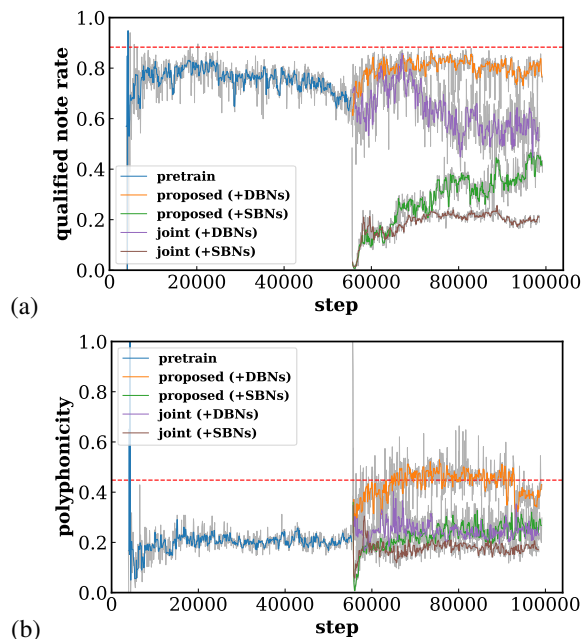 1.0
0.8
0.6
0.4
0.2
0.0
qualified note rate
pretrain
proposed (+DBNs)
proposed (+SBNs)
joint (+DBNs)
joint (+SBNs)
0 20000 40000 60000 80000 100000
step
(a)
1.0
0.8
0.6
0.4
0.2
0.0
polyphonicity
pretrain
proposed (+DBNs)
proposed (+SBNs)
joint (+DBNs)
joint (+SBNs)
0 20000 40000 60000 80000 100000
step
(b)